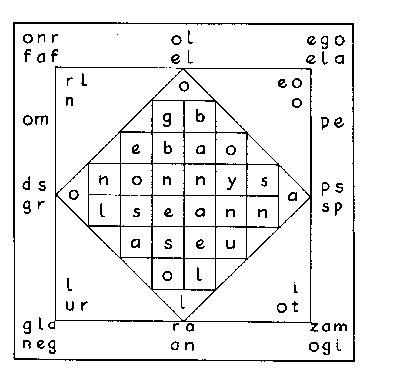 onr ol ego
faf el ela
rl eo
n o o
om g b pe
e b a o
ds n o n n y s ps
gr o l s e a n n a sp
a s e u
l o l i
ur l ot
gla ra zam
neg an ogi